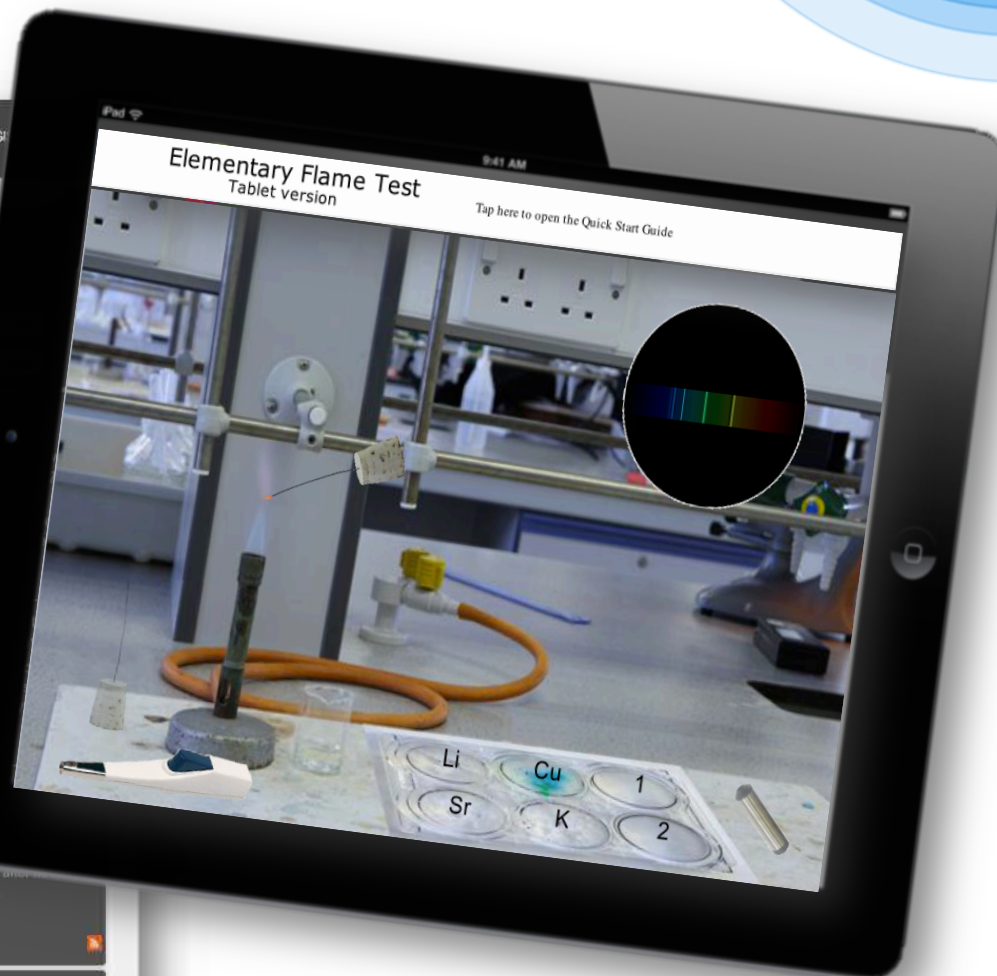 iPad
9:41 AM
Elementary Flame Test
Tablet version
Tap here to open the Quick Start Guide
Li
Cu
1
Sr
K
2